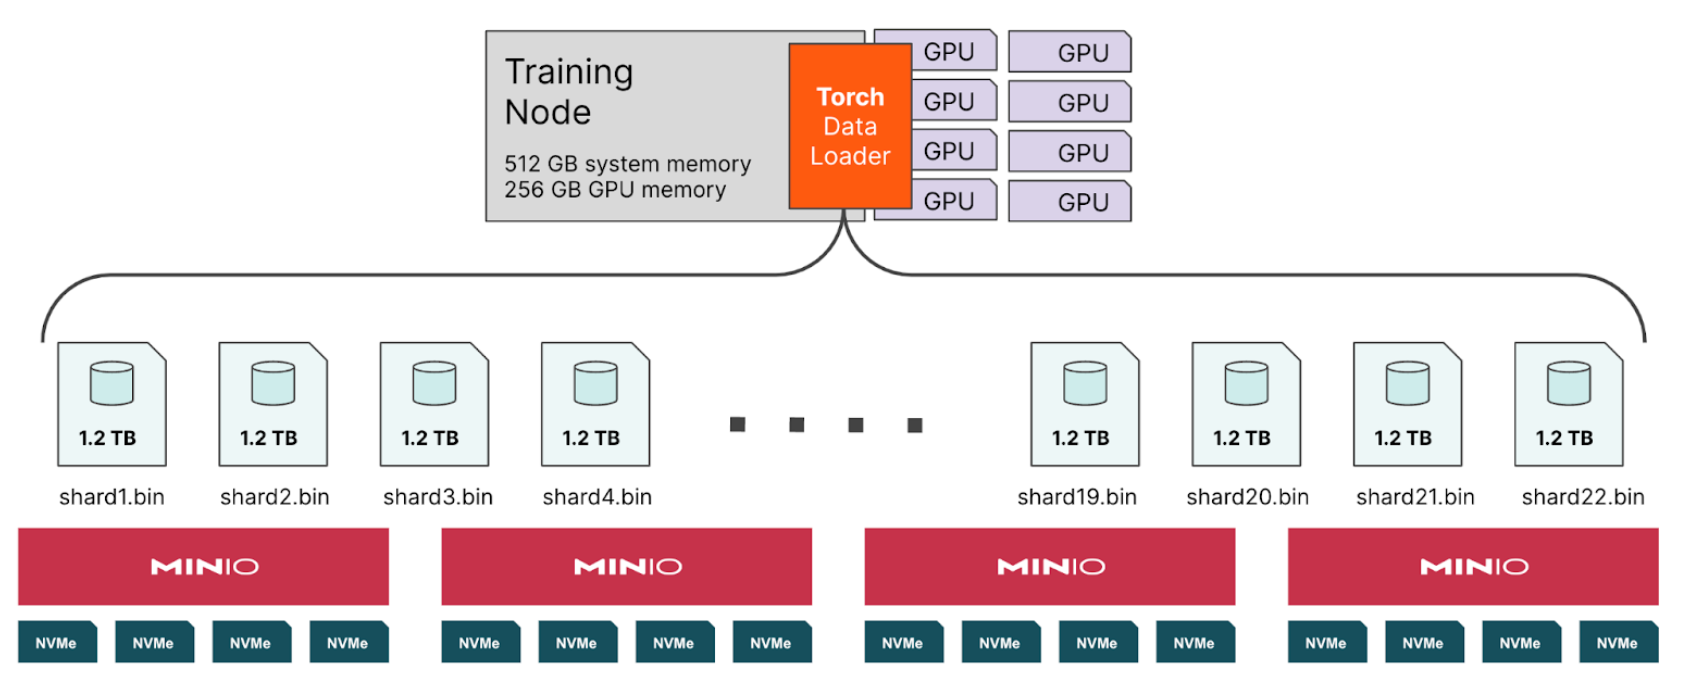 Training
Node
512 GB system memory
256 GB GPU memory
Torch
Data
Loader
GPU GPU
GPU GPU
GPU GPU
GPU GPU
1.2 TB 1.2 TB 1.2 TB 1.2 TB 1.2 TB 1.2 TB 1.2 TB 1.2 TB
shard1.bin shard2.bin shard3.bin shard4.bin shard19.bin shard20.bin shard21.bin shard22.bin
MINIO MINIO MINIO MINIO
NVMe NVMe NVMe NVMe NVMe NVMe NVMe NVMe NVMe NVMe NVMe NVMe NVMe NVMe NVMe NVMe